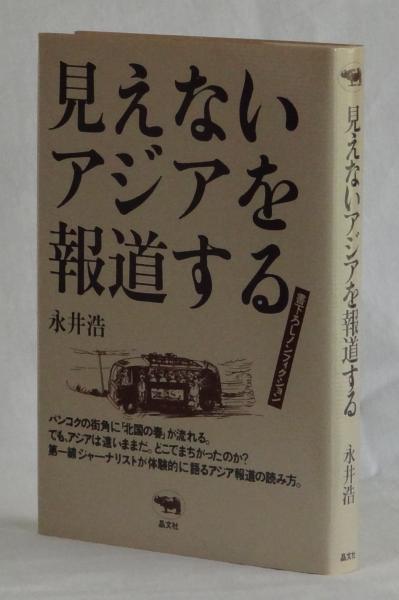 見えない
アジアを
報道する
永井浩
書下ろしノンフィクション
バンコクの街角に「北国の春」が流れる。
でも、アジアは遠いままだ。どこでまちがったのか?
第一線ジャーナリストが体験的に語るアジア報道の読み方。
晶文社
見えないアジアを報道する
永井浩
晶文社